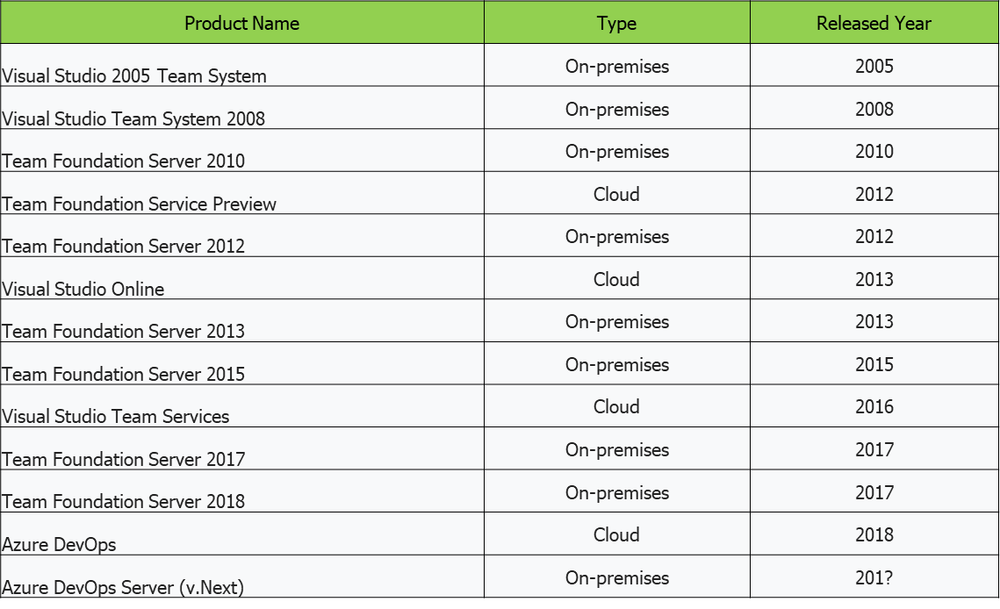 Product Name Type Released Year
Visual Studio 2005 Team System On-premises 2005
Visual Studio Team System 2008 On-premises 2008
Team Foundation Server 2010 On-premises 2010
Team Foundation Service Preview Cloud 2012
Team Foundation Server 2012 On-premises 2012
Visual Studio Online Cloud 2013
Team Foundation Server 2013 On-premises 2013
Team Foundation Server 2015 On-premises 2015
Visual Studio Team Services Cloud 2016
Team Foundation Server 2017 On-premises 2017
Team Foundation Server 2018 On-premises 2017
Azure DevOps Cloud 2018
Azure DevOps Server (v.Next) On-premises 201?